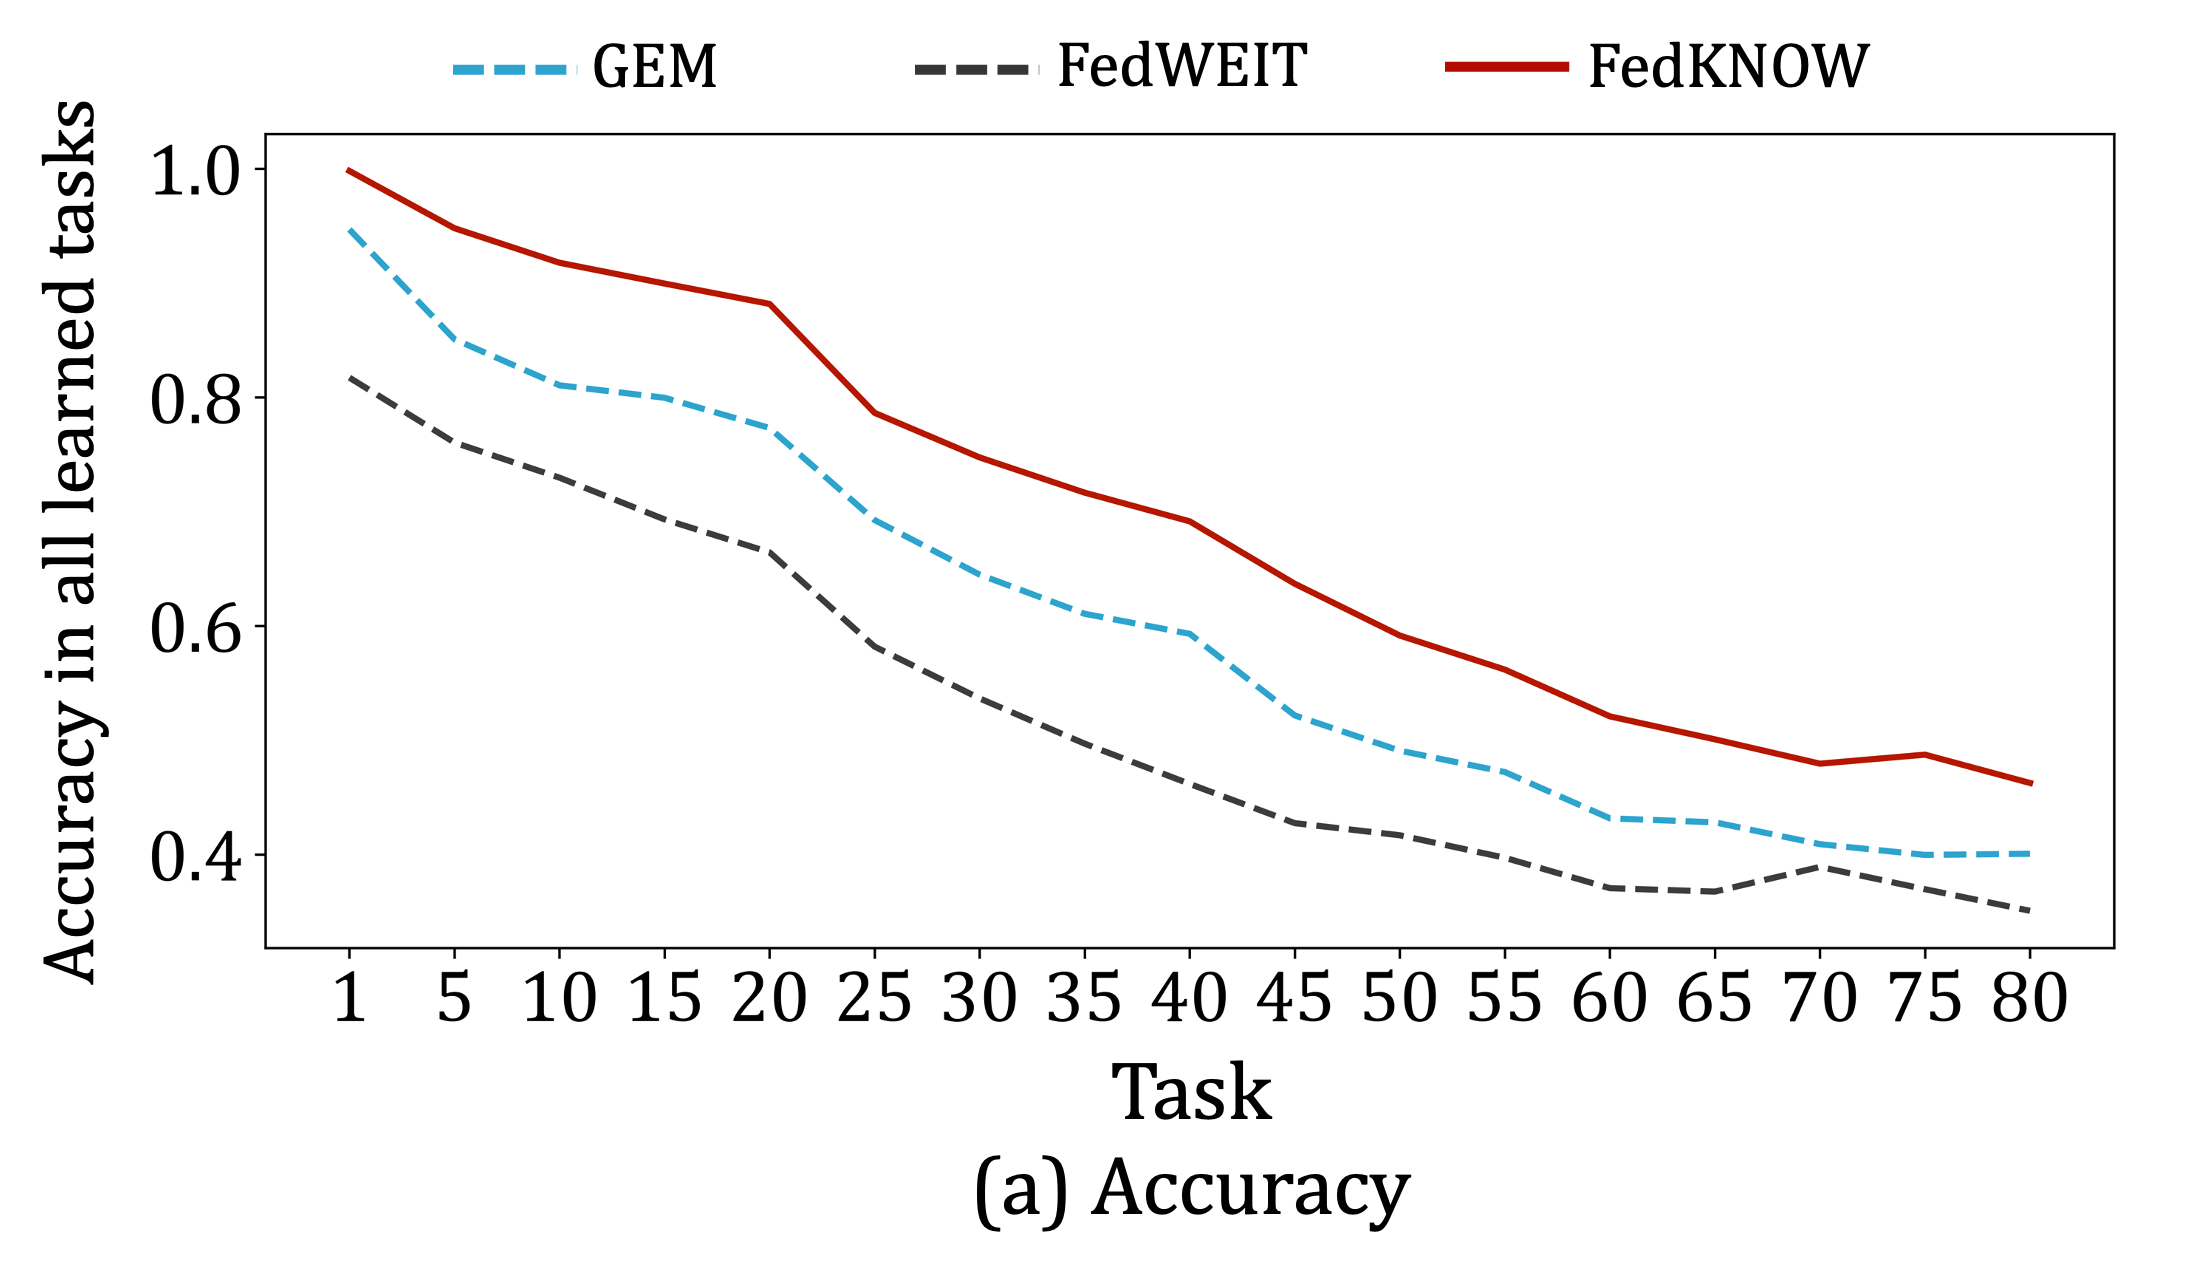 GEM FedWEIT FedKNOW
Accuracy in all learned tasks
1.0
0.8
0.6
0.4
1 5 10 15 20 25 30 35 40 45 50 55 60 65 70 75 80
Task
(a) Accuracy